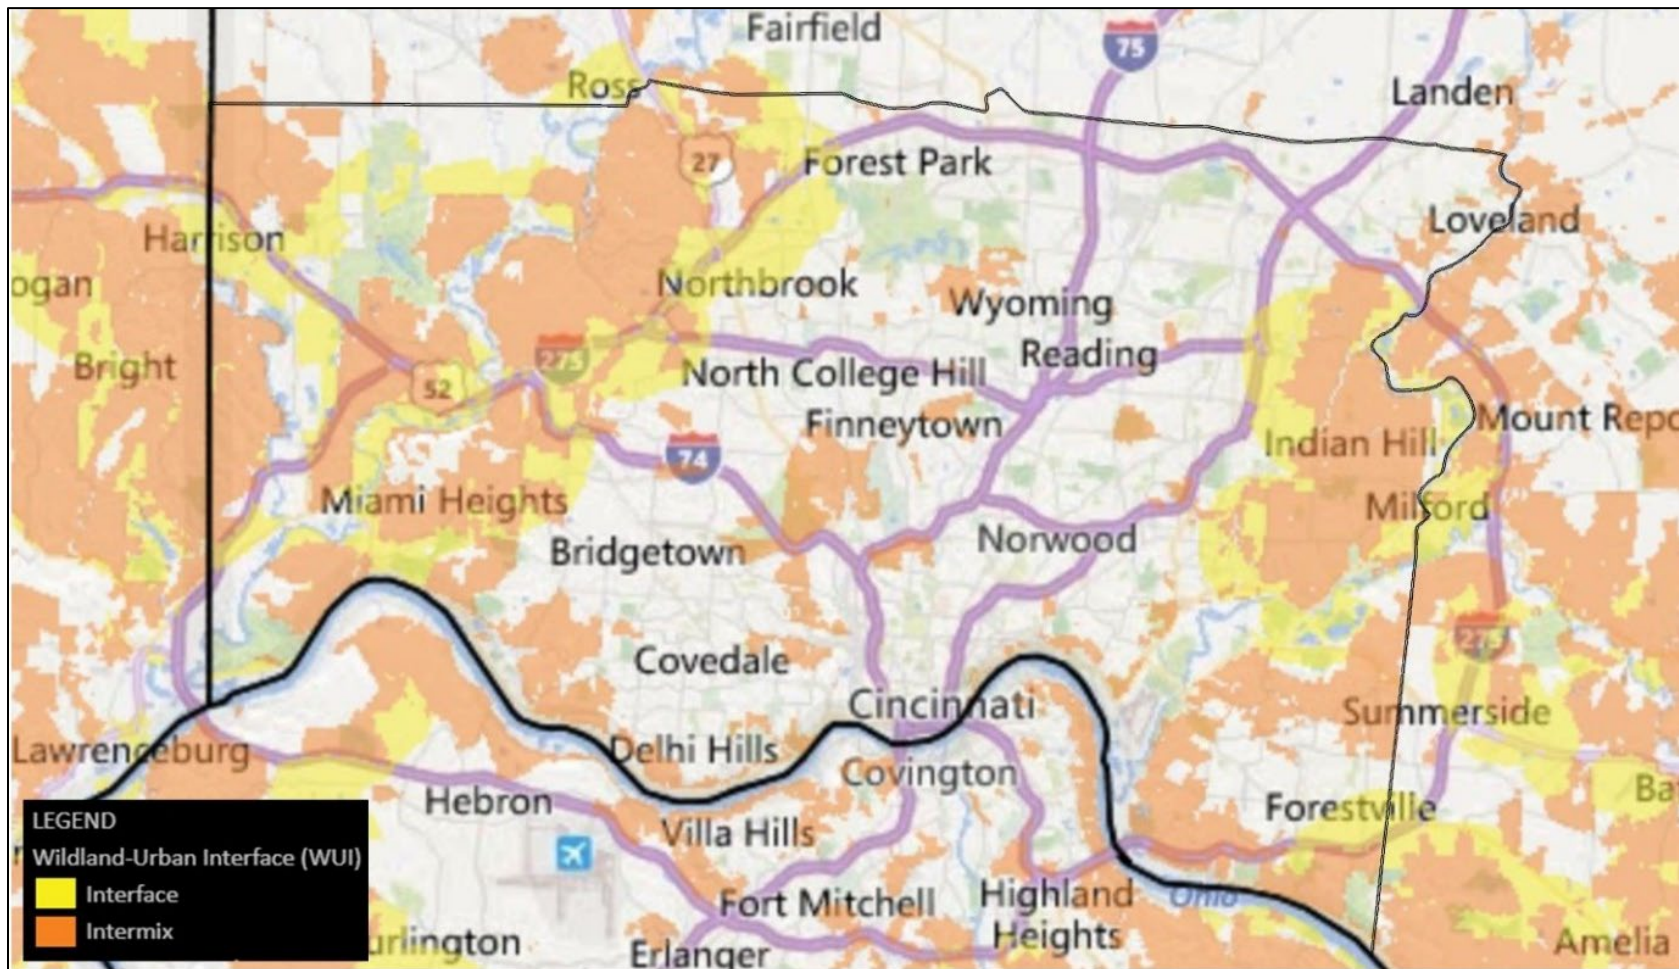 Fairfield
75
Ross
Landen
27
Forest Park
Harrison
Loveland
ogan
Northbrook
Wyoming
Bright
275
Reading
52
North College Hill
Finneytown
Mount Repo
Indian Hill
74
Miami Heights
Milford
Bridgetown
Norwood
275
Covedale
Cincinnati
Summerside
Lawrenceburg
Delhi Hills
Covington
Hebron
Forestville
Ba
Villa Hills
LEGEND
Wildland-Urban Interface (WUI)
Interface
Intermix
Fort Mitchell
Highland
Heights
Ohio
urlington
Erlanger
Amelia